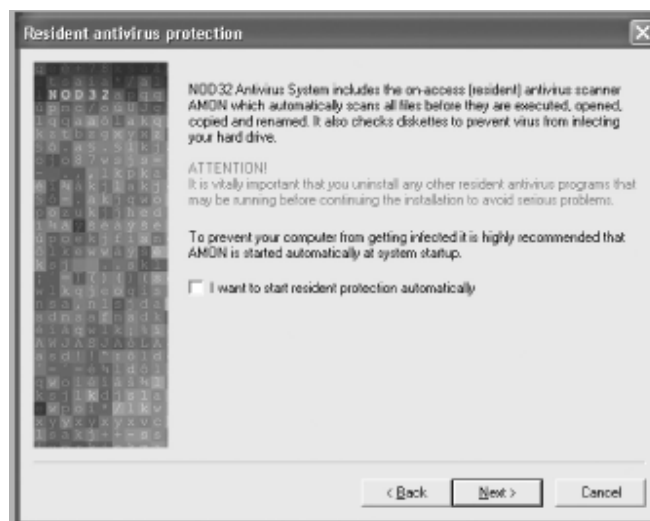 Resident antivirus protection
NOD32
NOD32 Antivirus System includes the on-access (resident) antivirus scanner
AMON which automatically scans all files before they are executed, opened,
copied and renamed. It also checks diskettes to prevent virus from infecting
your hard drive.
ATTENTION!
It is vitally important that you uninstall any other resident antivirus programs that
may be running before continuing the installation to avoid serious problems.
To prevent your computer from getting infected it is highly recommended that
AMON is started automatically at system startup.
I want to start resident protection automatically
< Back
Next >
Cancel